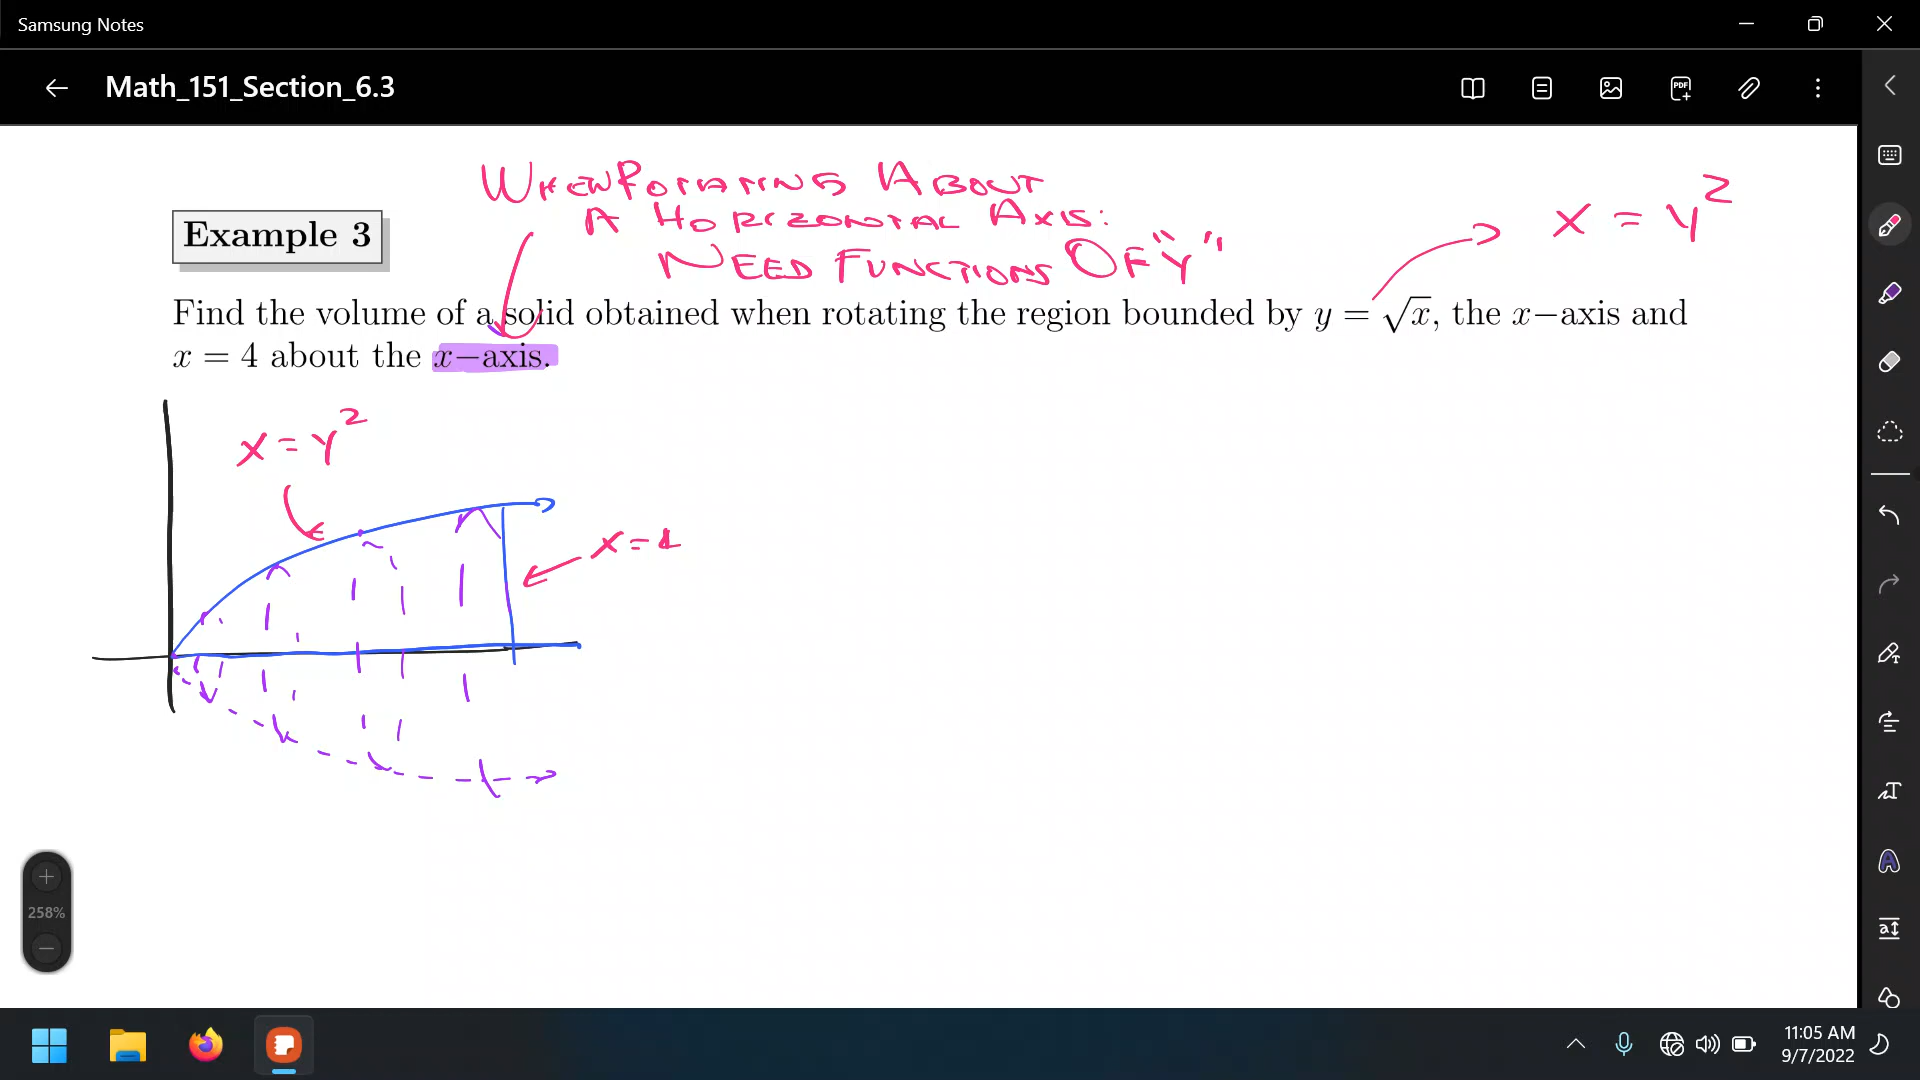 Samsung Notes
Math_151_Section_6.3
WHEN ROTATING ABOUT
A HORIZONTAL AXIS:
NEED FUNCTIONS OF "Y"
x = y²
Example 3
Find the volume of a solid obtained when rotating the region bounded by y = √x, the x−axis and
x = 4 about the x−axis.
x = y²
x = 4
258%
11:05 AM
9/7/2022